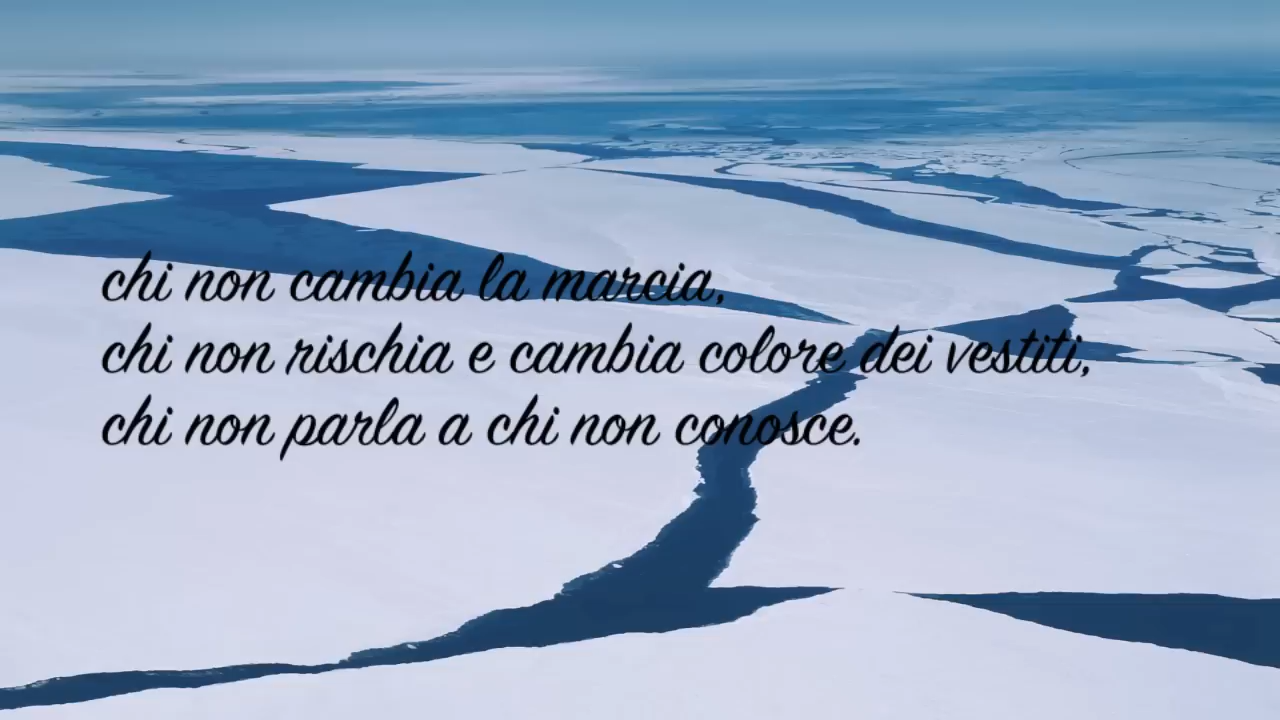 chi non cambia la marcia,
chi non rischia e cambia colore dei vestiti,
chi non parla a chi non conosce.